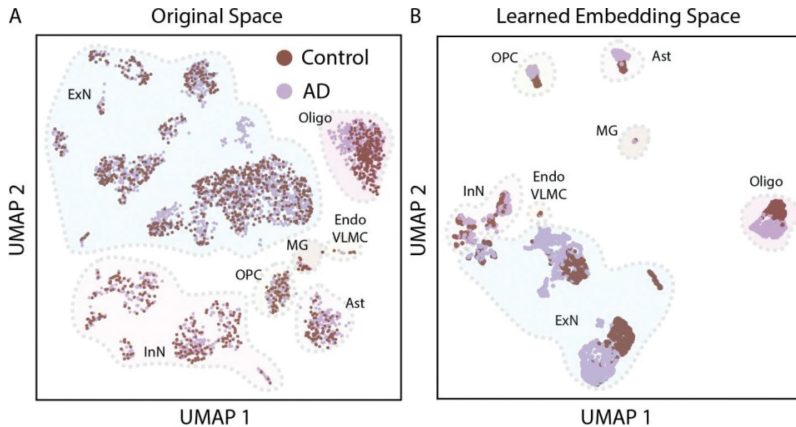 A
Original Space
Control
AD
ExN
Oligo
Endo
VLMC
MG
OPC
Ast
InN
UMAP 2
UMAP 1
B
Learned Embedding Space
OPC
Ast
MG
InN
Endo
VLMC
Oligo
ExN
UMAP 2
UMAP 1